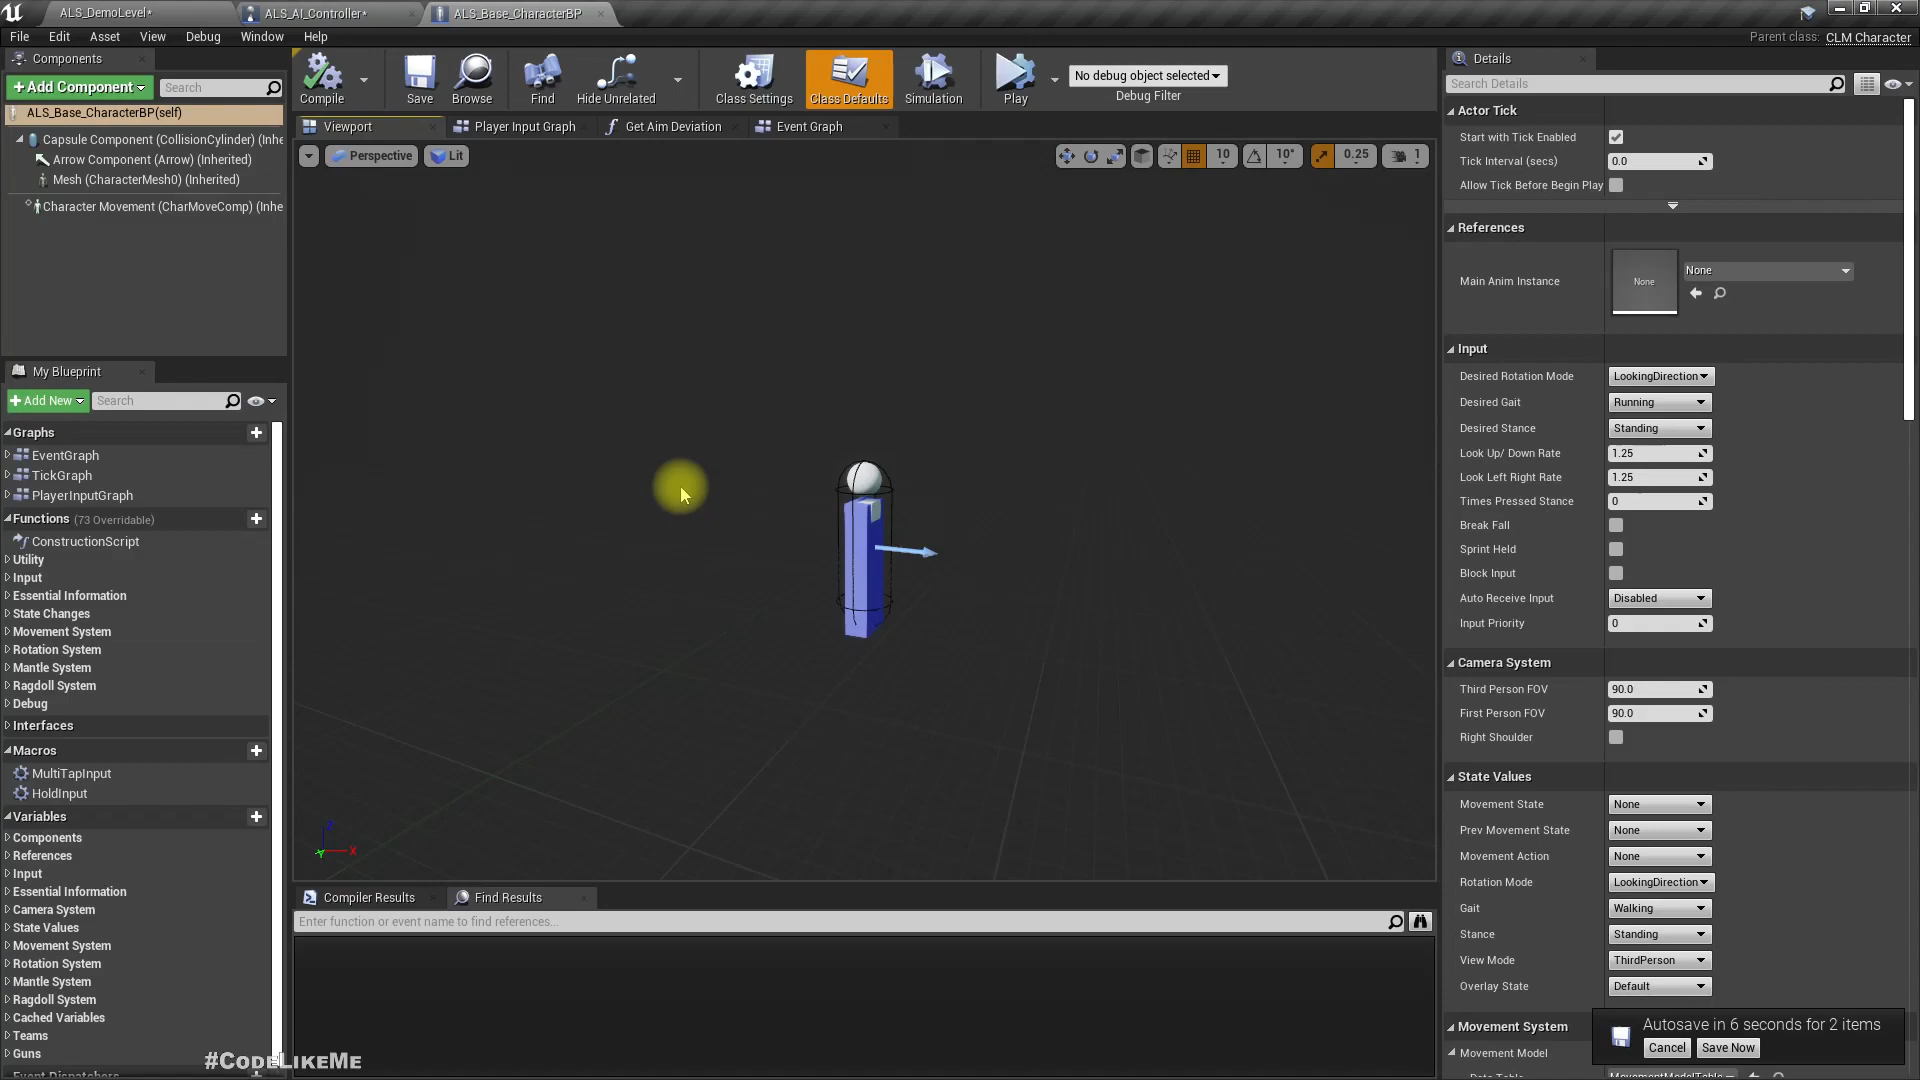 ALS_DemoLevel*
ALS_AI_Controller*
ALS_Base_CharacterBP
File Edit Asset View Debug Window Help
Parent class: CLM Character
Components
+Add Component
Search
ALS_Base_CharacterBP(self)
Capsule Component (CollisionCylinder) (Inhe
Arrow Component (Arrow) (Inherited)
Mesh (CharacterMesh0) (Inherited)
Character Movement (CharMoveComp) (Inhe
My Blueprint
+Add New
Search
Graphs
EventGraph
TickGraph
PlayerInputGraph
Functions (73 Overridable)
ConstructionScript
Utility
Input
Essential Information
State Changes
Movement System
Rotation System
Mantle System
Ragdoll System
Debug
Interfaces
Macros
MultiTapInput
HoldInput
Variables
Components
References
Input
Essential Information
Camera System
State Values
Movement System
Rotation System
Mantle System
Ragdoll System
Cached Variables
Teams
Guns
Event Dispatchers
#CodeLikeMe
Compile
Save
Browse
Find
Hide Unrelated
Class Settings
Class Defaults
Simulation
Play
No debug object selected
Debug Filter
Viewport
Player Input Graph
Get Aim Deviation
Event Graph
Perspective
Lit
10
10°
0.25
1
Z
X
Y
Compiler Results
Find Results
Enter function or event name to find references...
Details
Search Details
Actor Tick
Start with Tick Enabled
Tick Interval (secs) 0.0
Allow Tick Before Begin Play
References
Main Anim Instance
None
None
Input
Desired Rotation Mode LookingDirection
Desired Gait Running
Desired Stance Standing
Look Up/ Down Rate 1.25
Look Left Right Rate 1.25
Times Pressed Stance 0
Break Fall
Sprint Held
Block Input
Auto Receive Input Disabled
Input Priority 0
Camera System
Third Person FOV 90.0
First Person FOV 90.0
Right Shoulder
State Values
Movement State None
Prev Movement State None
Movement Action None
Rotation Mode LookingDirection
Gait Walking
Stance Standing
View Mode ThirdPerson
Overlay State Default
Movement System
Movement Model
Data Table MovementModelTable
Autosave in 6 seconds for 2 items
Cancel
Save Now